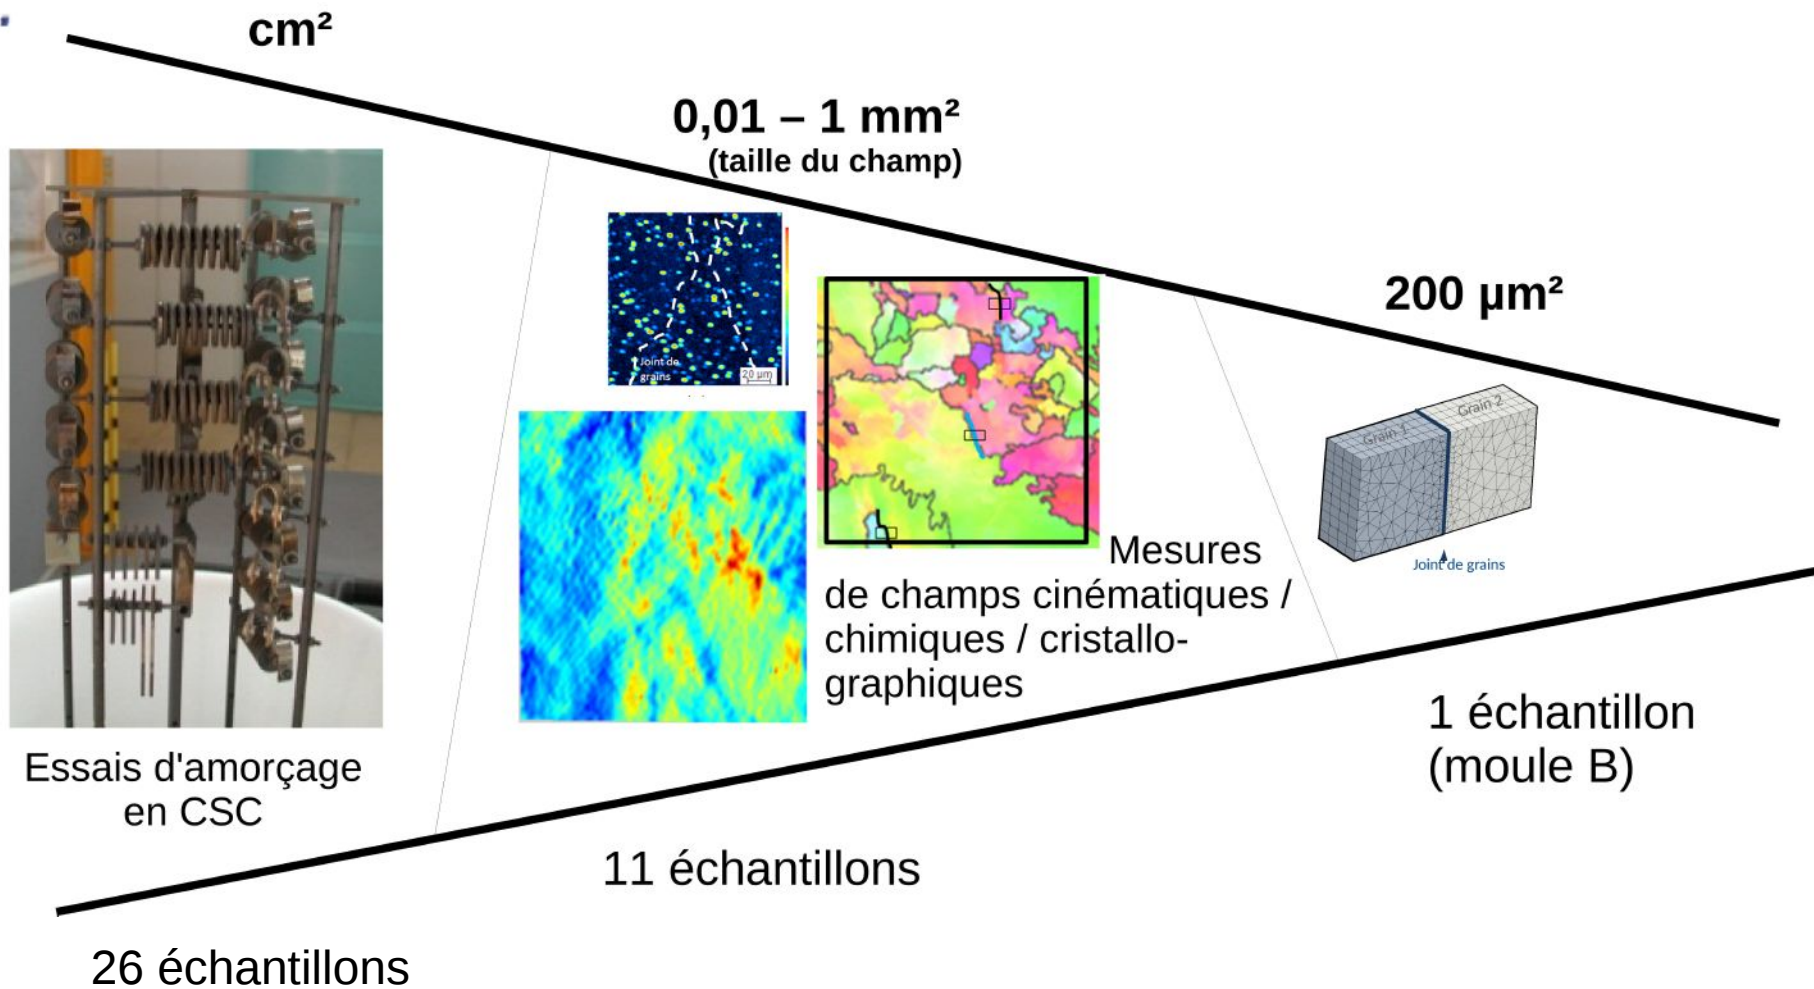 cm²
0,01 – 1 mm²
(taille du champ)
200 µm²
Joint de
grains
20 µm
Grain 1
Grain 2
Joint de grains
Mesures
de champs cinématiques /
chimiques / cristallo-
graphiques
Essais d'amorçage
en CSC
1 échantillon
(moule B)
11 échantillons
26 échantillons